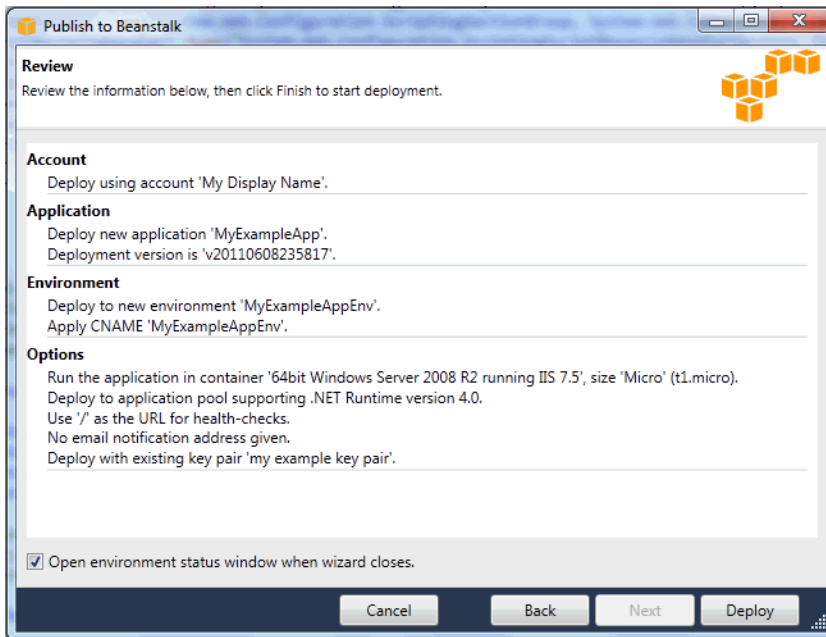 Publish to Beanstalk
Review
Review the information below, then click Finish to start deployment.
Account
Deploy using account 'My Display Name'.
Application
Deploy new application 'MyExampleApp'.
Deployment version is 'v20110608235817'.
Environment
Deploy to new environment 'MyExampleAppEnv'.
Apply CNAME 'MyExampleAppEnv'.
Options
Run the application in container '64bit Windows Server 2008 R2 running IIS 7.5', size 'Micro' (t1.micro).
Deploy to application pool supporting .NET Runtime version 4.0.
Use '/' as the URL for health-checks.
No email notification address given.
Deploy with existing key pair 'my example key pair'.
Open environment status window when wizard closes.
Cancel Back Next Deploy